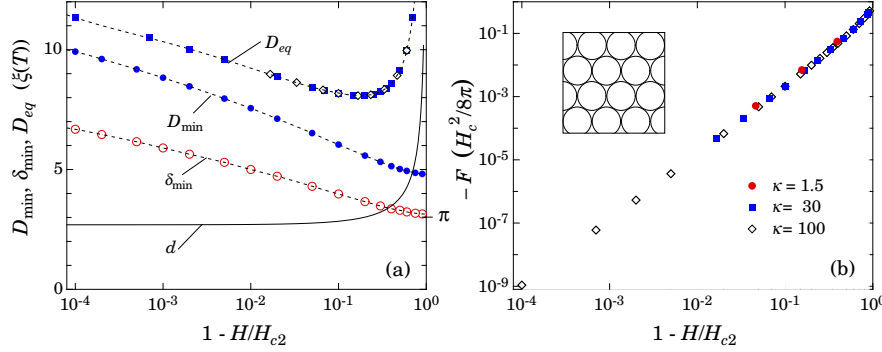 D_min, δ_min, D_eq (ξ(T))
10
5
0
D_eq
D_min
δ_min
d
π
(a)
10^-4 10^-3 10^-2 10^-1 10^0
1 - H/H_c2
−F (H_c^2/8π)
10^-1
10^-3
10^-5
10^-7
10^-9
κ = 1.5
κ = 30
κ = 100
(b)
10^-4 10^-3 10^-2 10^-1 10^0
1 - H/H_c2